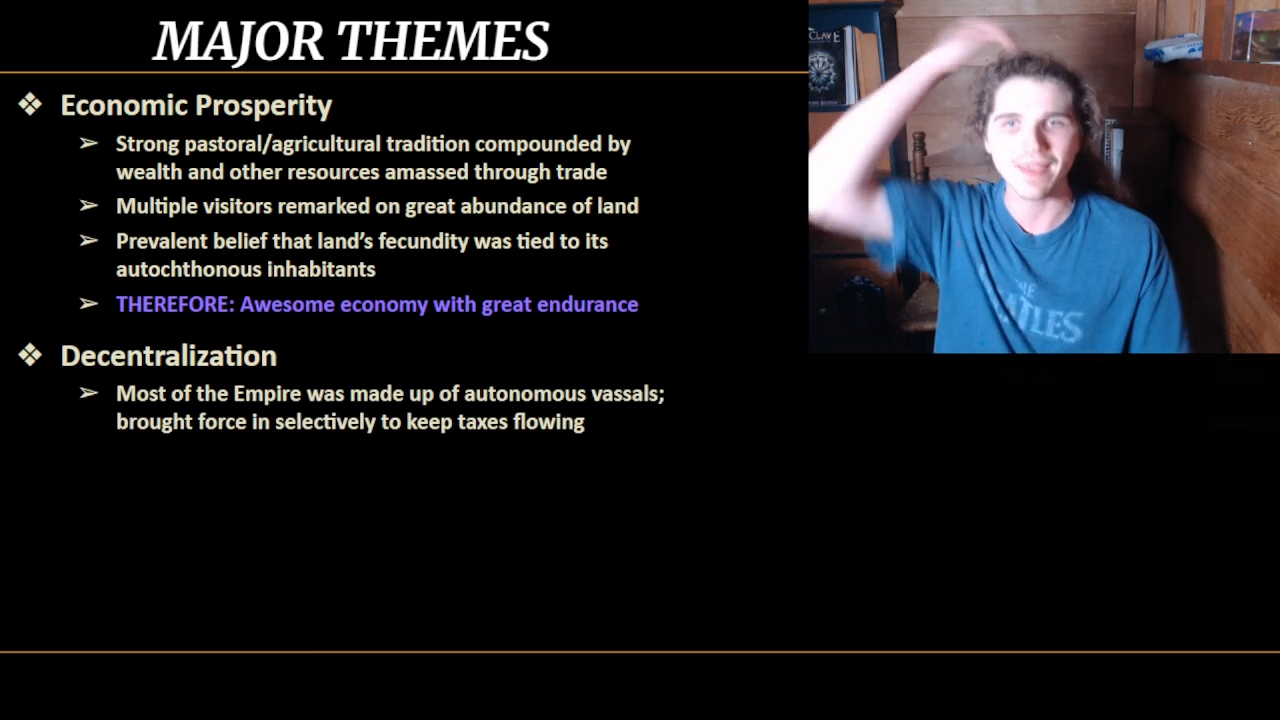 MAJOR THEMES
❖ Economic Prosperity
➢ Strong pastoral/agricultural tradition compounded by
wealth and other resources amassed through trade
➢ Multiple visitors remarked on great abundance of land
➢ Prevalent belief that land's fecundity was tied to its
autochthonous inhabitants
➢ THEREFORE: Awesome economy with great endurance
❖ Decentralization
➢ Most of the Empire was made up of autonomous vassals;
brought force in selectively to keep taxes flowing
THE